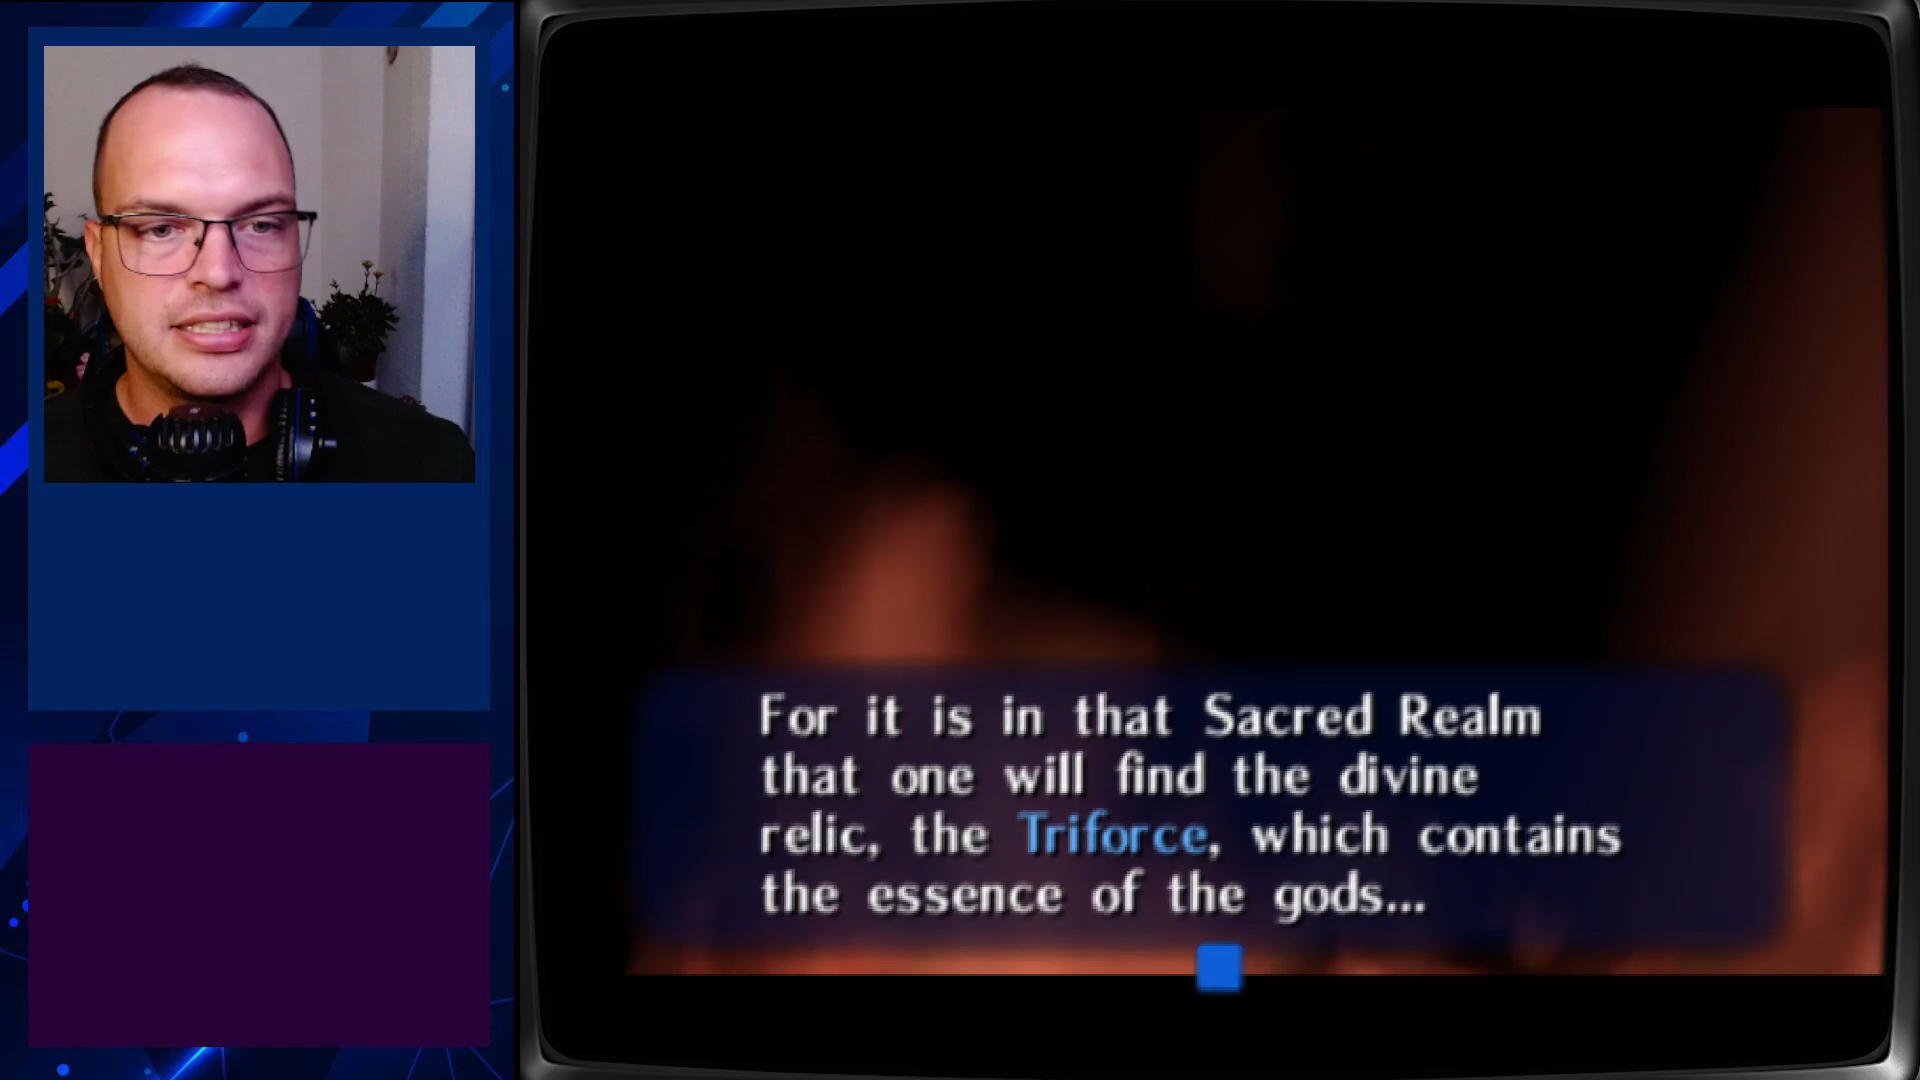 For it is in that Sacred Realm
that one will find the divine
relic, the Triforce, which contains
the essence of the gods...